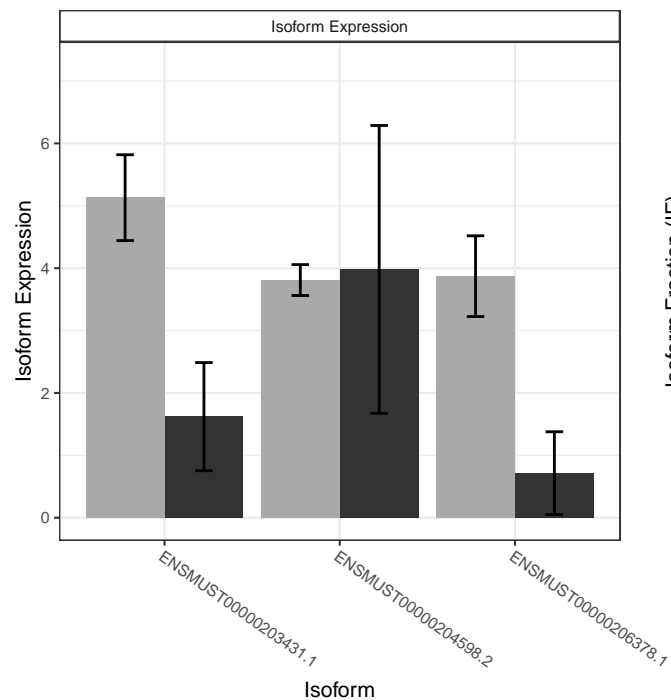 Isoform Expression
Isoform Expression
6
4
2
0
ENSMUST00000203431.1
ENSMUST00000204598.2
ENSMUST00000206378.1
Isoform